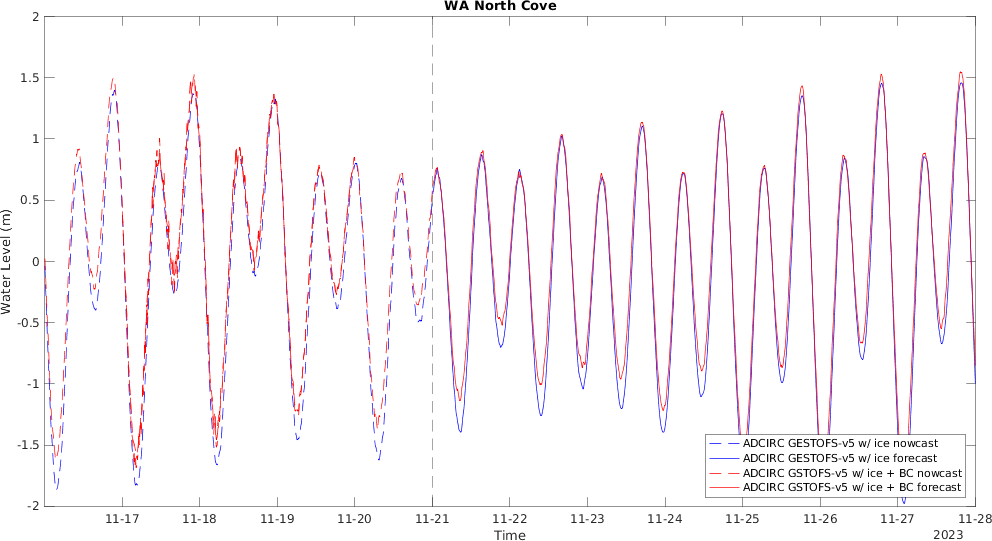 WA North Cove
2
1.5
1
0.5
0
-0.5
-1
-1.5
-2
Water Level (m)
ADCIRC GESTOFS-v5 w/ ice nowcast
ADCIRC GESTOFS-v5 w/ ice forecast
ADCIRC GSTOFS-v5 w/ ice + BC nowcast
ADCIRC GSTOFS-v5 w/ ice + BC forecast
11-17 11-18 11-19 11-20 11-21 11-22 11-23 11-24 11-25 11-26 11-27 11-28
Time
2023